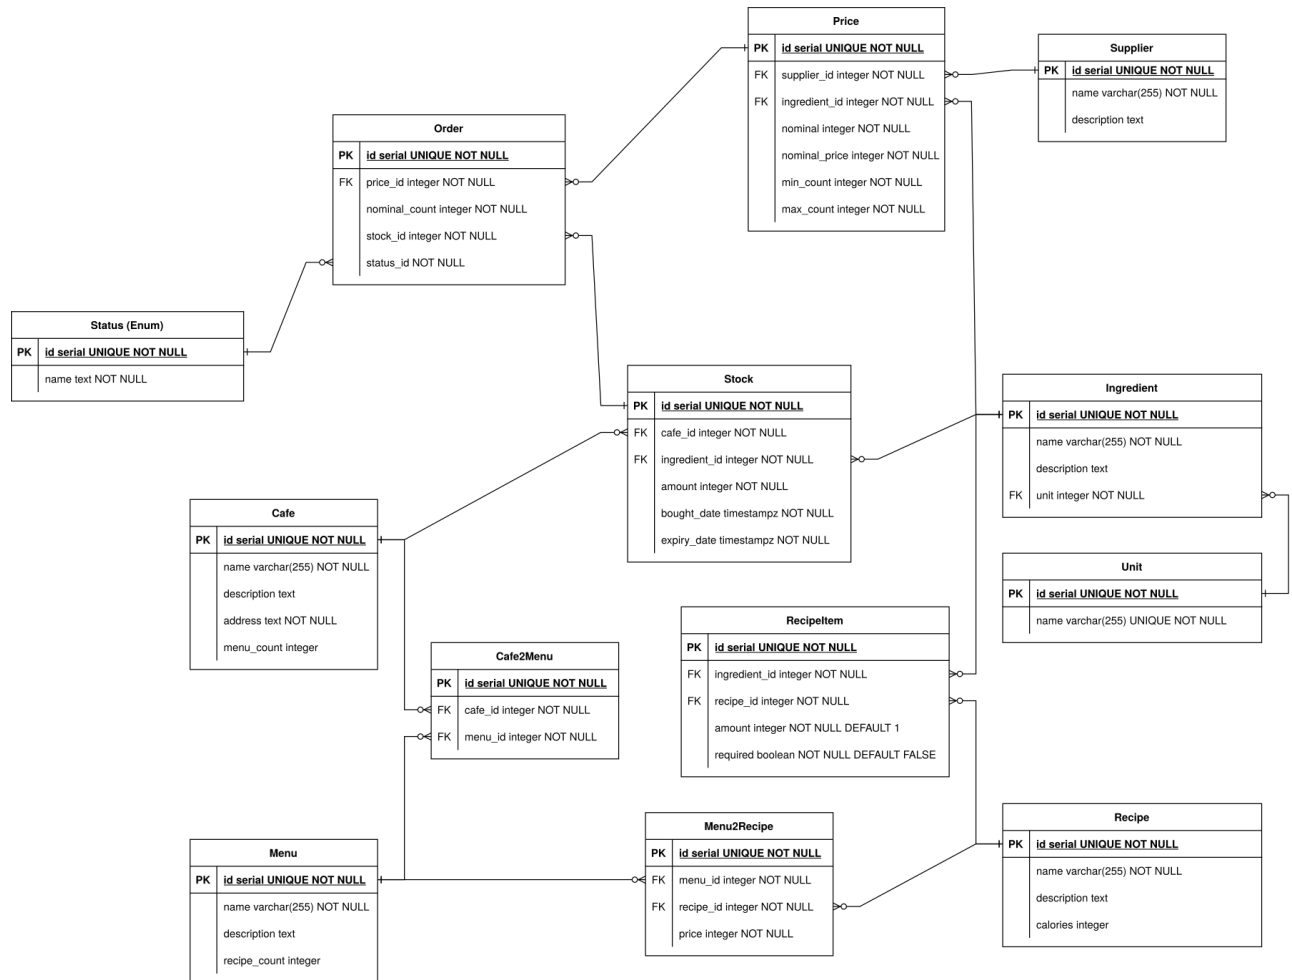 Price
PK id serial UNIQUE NOT NULL
FK supplier_id integer NOT NULL
FK ingredient_id integer NOT NULL
nominal integer NOT NULL
nominal_price integer NOT NULL
min_count integer NOT NULL
max_count integer NOT NULL
Supplier
PK id serial UNIQUE NOT NULL
name varchar(255) NOT NULL
description text
Order
PK id serial UNIQUE NOT NULL
FK price_id integer NOT NULL
nominal_count integer NOT NULL
stock_id integer NOT NULL
status_id NOT NULL
Status (Enum)
PK id serial UNIQUE NOT NULL
name text NOT NULL
Stock
PK id serial UNIQUE NOT NULL
FK cafe_id integer NOT NULL
FK ingredient_id integer NOT NULL
amount integer NOT NULL
bought_date timestampz NOT NULL
expiry_date timestampz NOT NULL
Ingredient
PK id serial UNIQUE NOT NULL
name varchar(255) NOT NULL
description text
FK unit integer NOT NULL
Cafe
PK id serial UNIQUE NOT NULL
name varchar(255) NOT NULL
description text
address text NOT NULL
menu_count integer
Unit
PK id serial UNIQUE NOT NULL
name varchar(255) UNIQUE NOT NULL
RecipeItem
PK id serial UNIQUE NOT NULL
FK ingredient_id integer NOT NULL
FK recipe_id integer NOT NULL
amount integer NOT NULL DEFAULT 1
required boolean NOT NULL DEFAULT FALSE
Cafe2Menu
PK id serial UNIQUE NOT NULL
FK cafe_id integer NOT NULL
FK menu_id integer NOT NULL
Menu
PK id serial UNIQUE NOT NULL
name varchar(255) NOT NULL
description text
recipe_count integer
Menu2Recipe
PK id serial UNIQUE NOT NULL
FK menu_id integer NOT NULL
FK recipe_id integer NOT NULL
price integer NOT NULL
Recipe
PK id serial UNIQUE NOT NULL
name varchar(255) NOT NULL
description text
calories integer